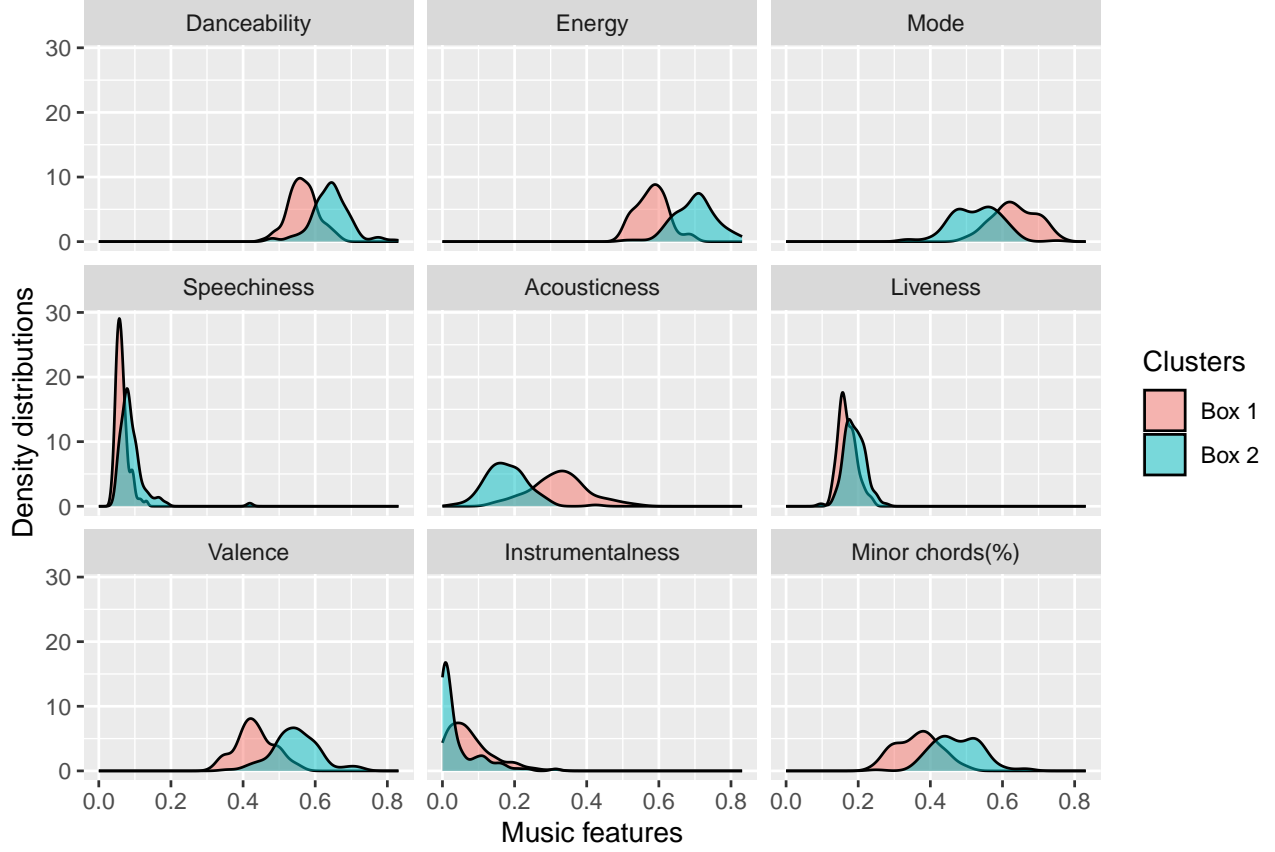 Danceability
Energy
Mode
30
20
10
0
Speechiness
Acousticness
Liveness
30
20
10
0
Valence
Instrumentalness
Minor chords(%)
30
20
10
0
0.0 0.2 0.4 0.6 0.8
0.0 0.2 0.4 0.6 0.8
0.0 0.2 0.4 0.6 0.8
Music features
Density distributions
Clusters
Box 1
Box 2